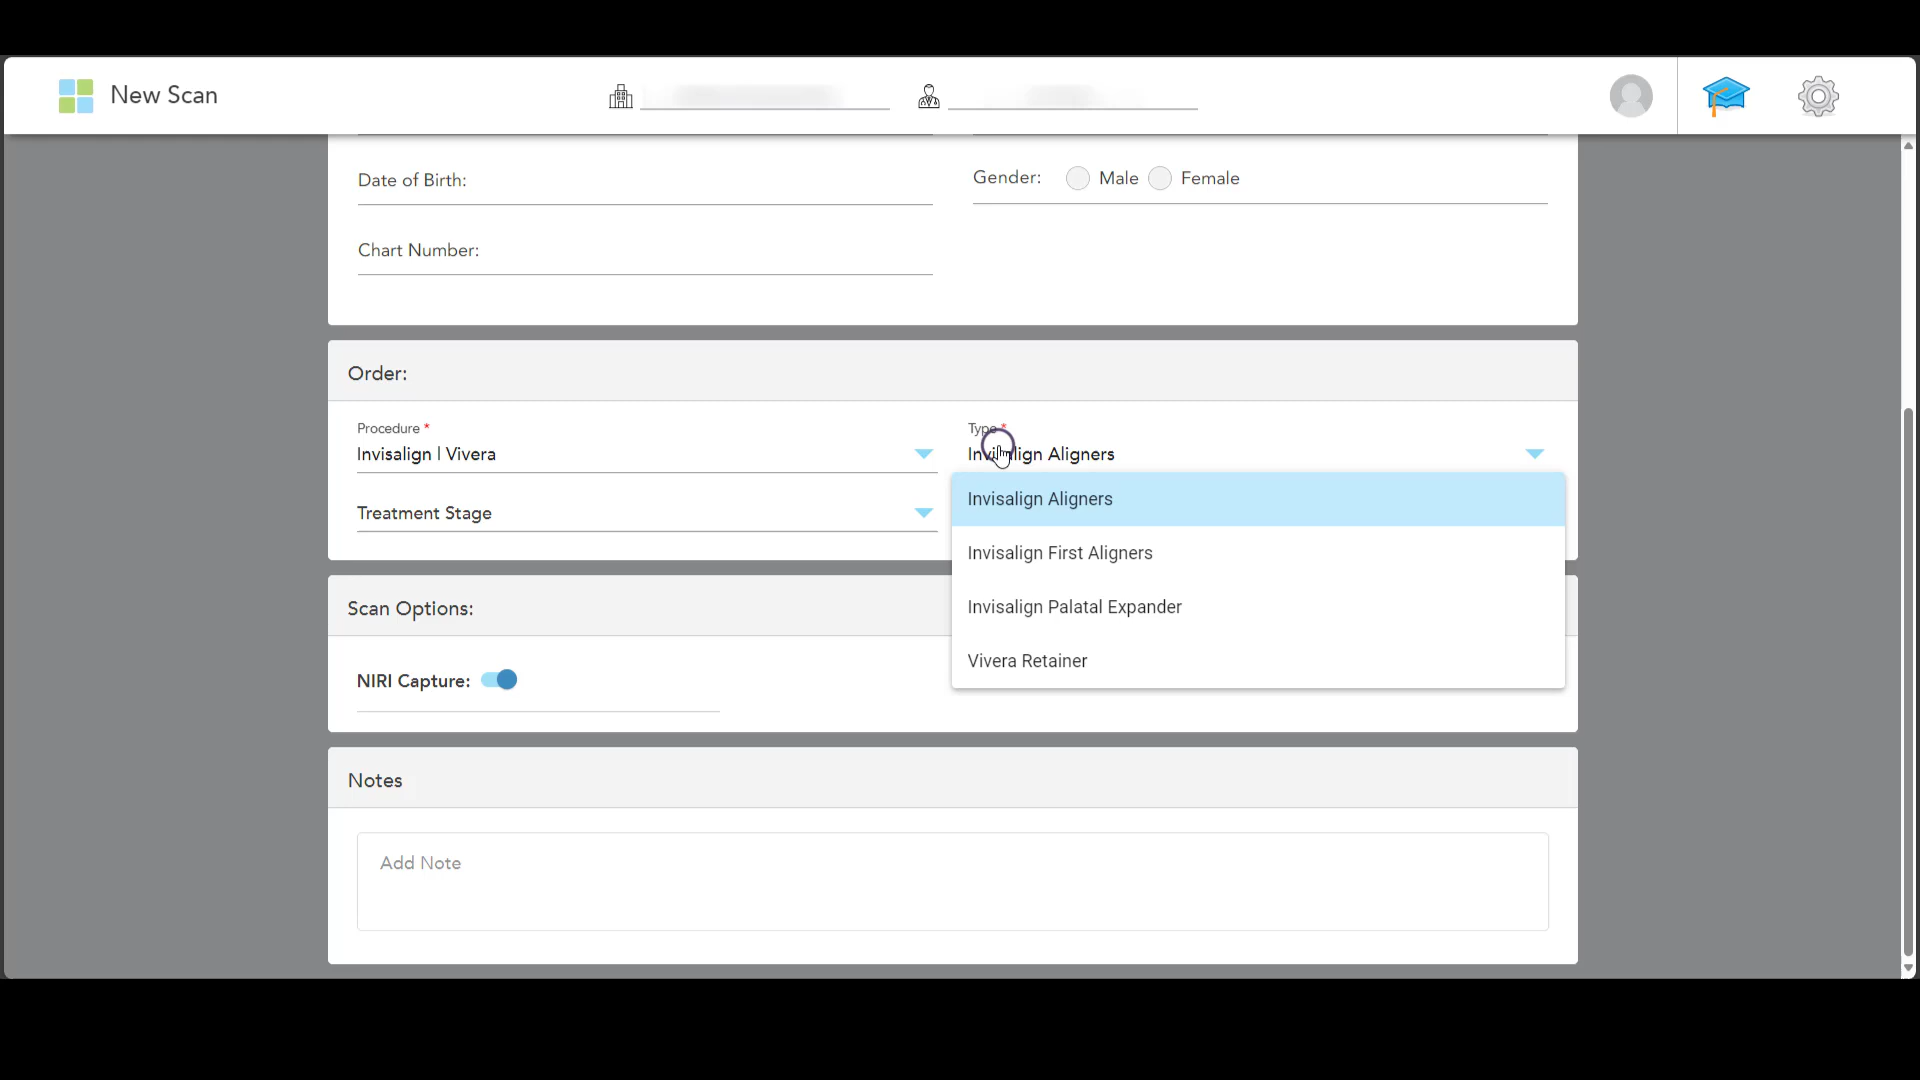 New Scan
Date of Birth:
Gender: Male Female
Chart Number:
Order:
Procedure *
Invisalign | Vivera
Type *
Invisalign Aligners
Treatment Stage
Invisalign Aligners
Invisalign First Aligners
Invisalign Palatal Expander
Vivera Retainer
Scan Options:
NIRI Capture:
Notes
Add Note